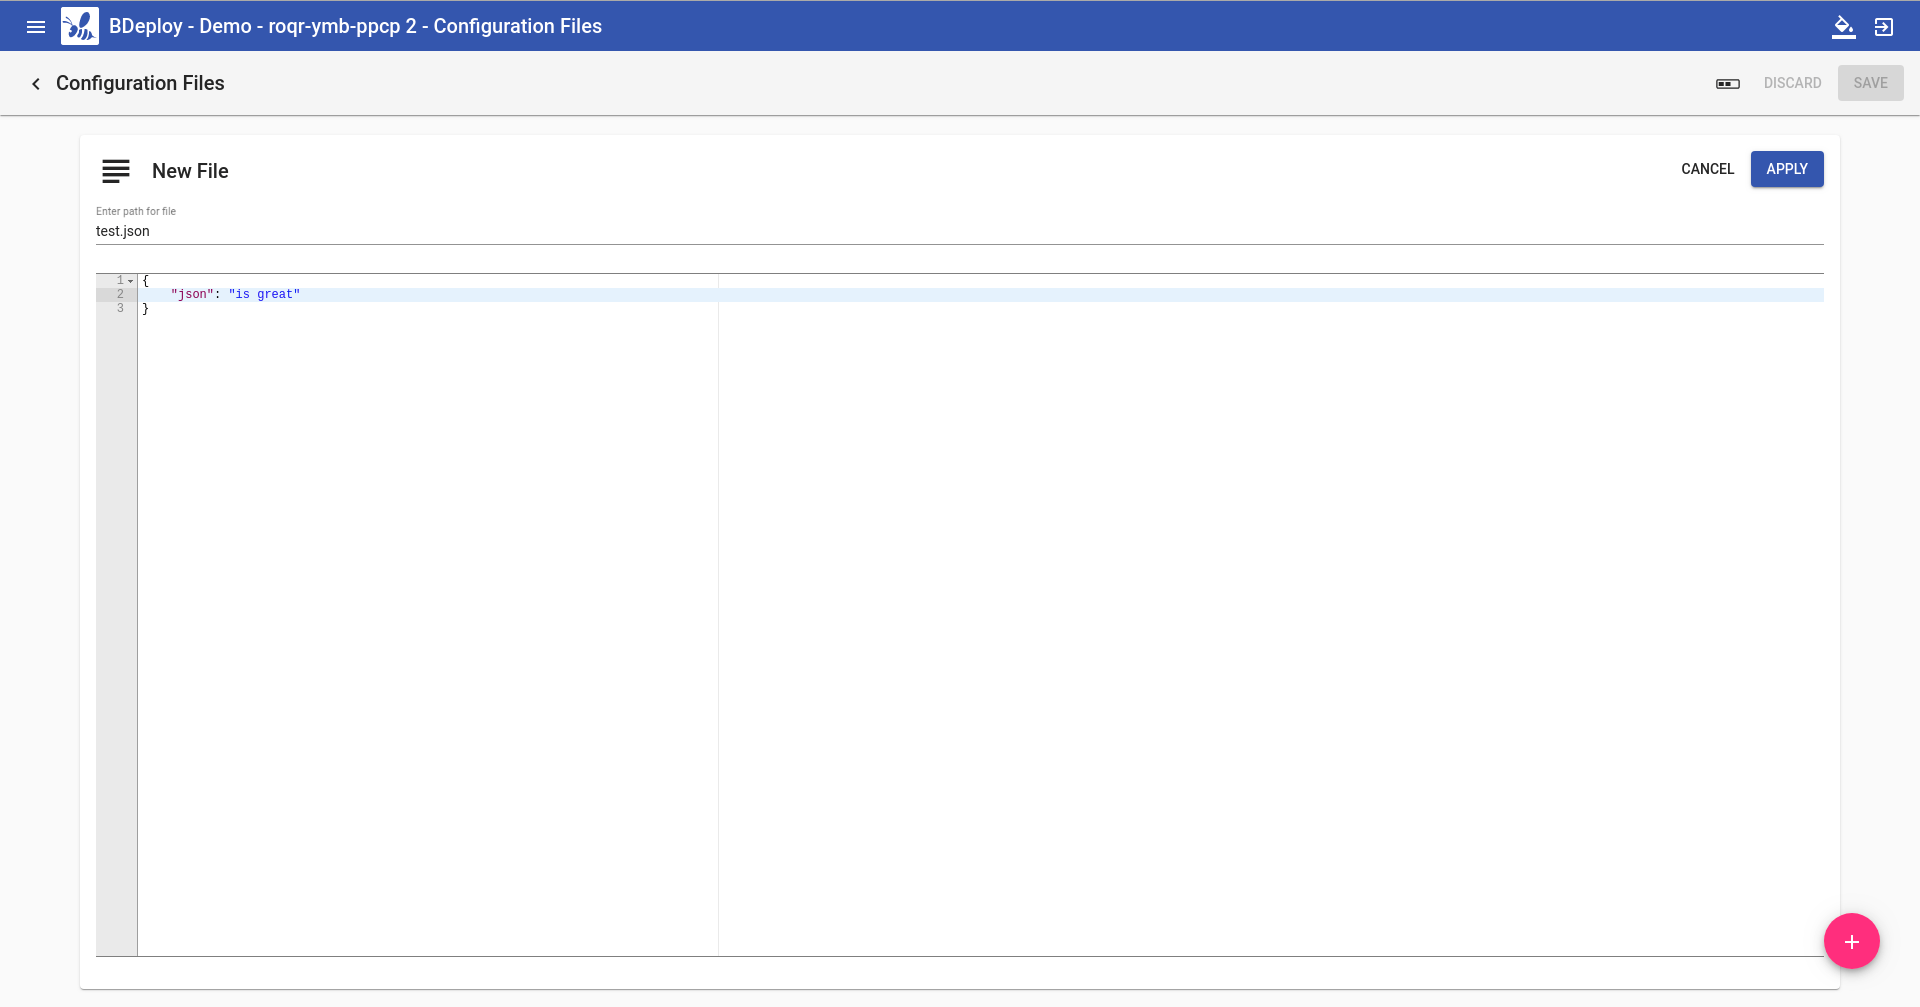 BDeploy - Demo - roqr-ymb-ppcp 2 - Configuration Files
Configuration Files
DISCARD
SAVE
New File
CANCEL
APPLY
Enter path for file
test.json
1 {
2     "json": "is great"
3 }